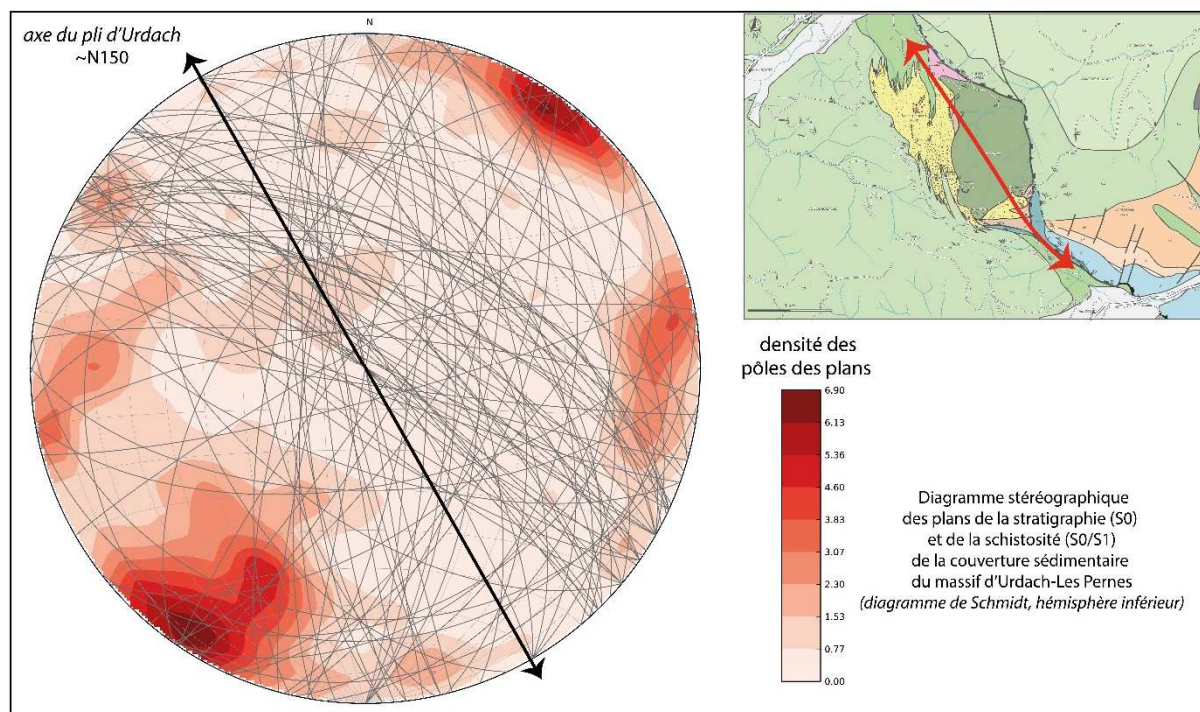 axe du pli d'Urdach
~N150
N
N
densité des
pôles des plans
6.90
6.13
5.36
4.60
3.83
3.07
2.30
1.53
0.77
0.00
Diagramme stéréographique
des plans de la stratigraphie (S0)
et de la schistosité (S0/S1)
de la couverture sédimentaire
du massif d'Urdach-Les Pernes
(diagramme de Schmidt, hémisphère inférieur)